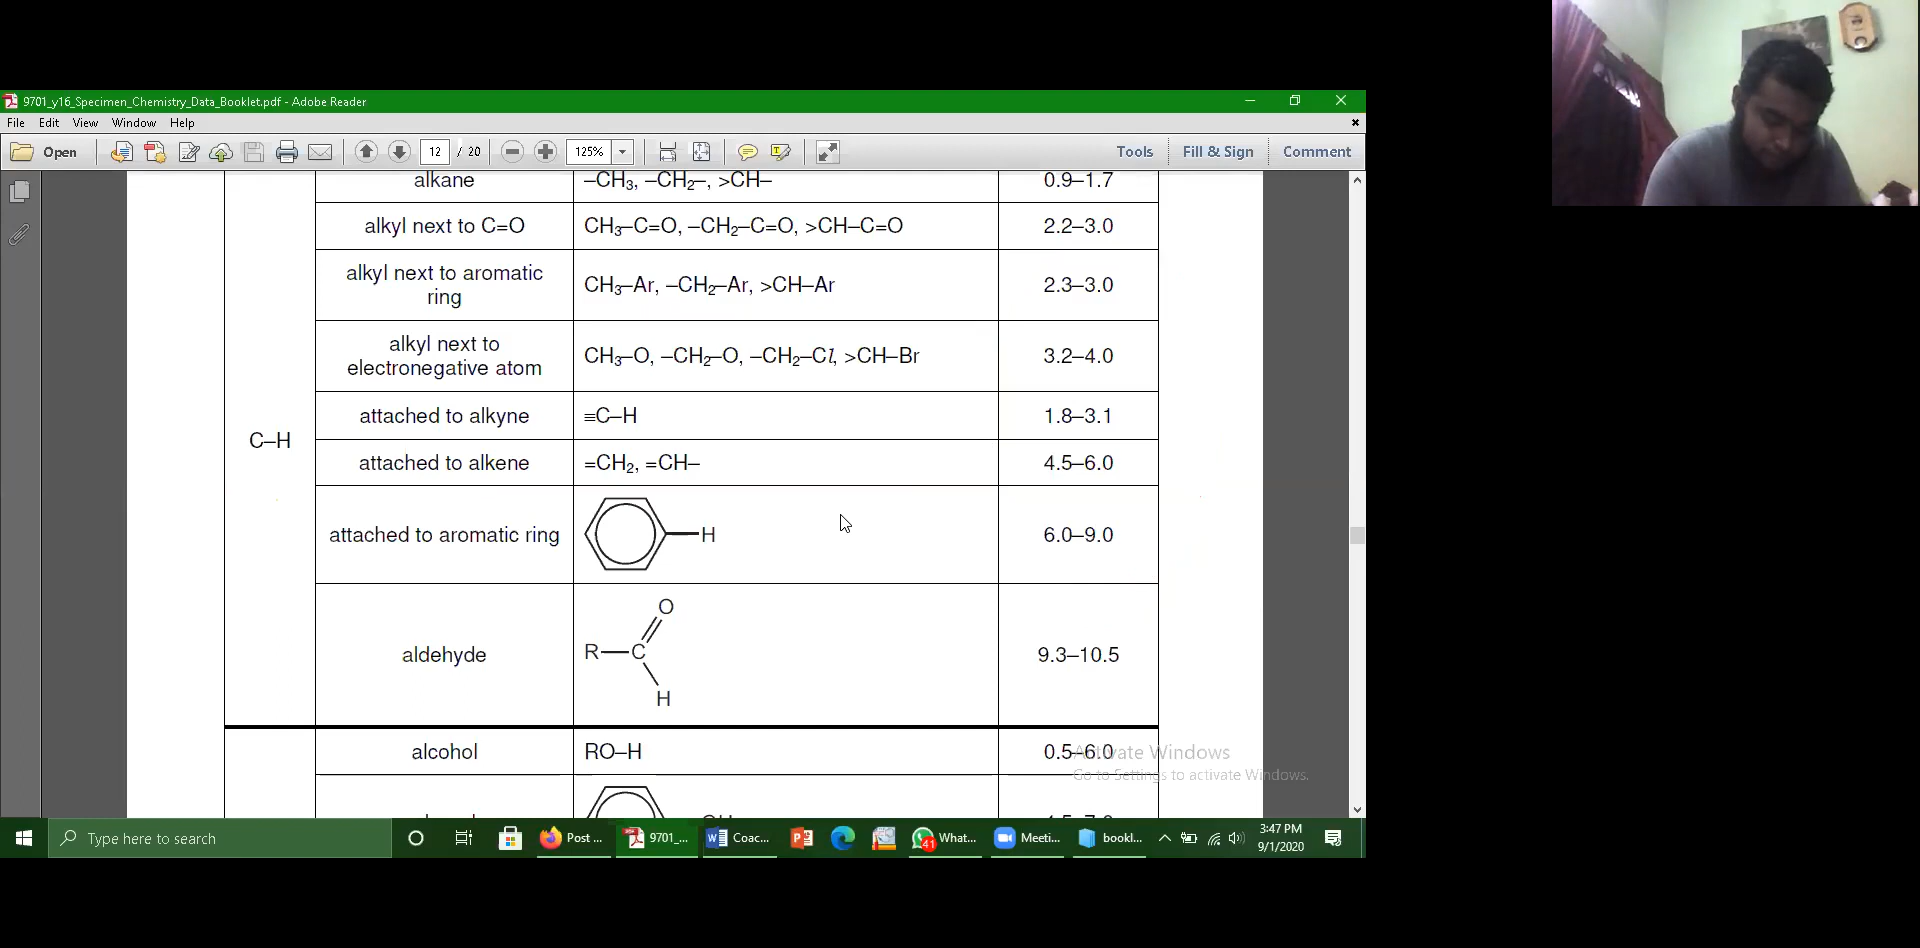 9701_y16_Specimen_Chemistry_Data_Booklet.pdf - Adobe Reader
File Edit View Window Help
Open 12 / 20 125% Tools Fill & Sign Comment
alkane –CH₃, –CH₂–, >CH– 0.9–1.7
alkyl next to C=O CH₃–C=O, –CH₂–C=O, >CH–C=O 2.2–3.0
alkyl next to aromatic
ring CH₃–Ar, –CH₂–Ar, >CH–Ar 2.3–3.0
alkyl next to
electronegative atom CH₃–O, –CH₂–O, –CH₂–Cl, >CH–Br 3.2–4.0
attached to alkyne ≡C–H 1.8–3.1
C–H
attached to alkene =CH₂, =CH– 4.5–6.0
attached to aromatic ring H 6.0–9.0
O
aldehyde R C 9.3–10.5
H
alcohol RO–H 0.5–6.0
Activate Windows
Go to Settings to activate Windows.
Type here to search
Post ...
9701_...
Coac...
41
What...
Meeti...
bookl...
3:47 PM
9/1/2020